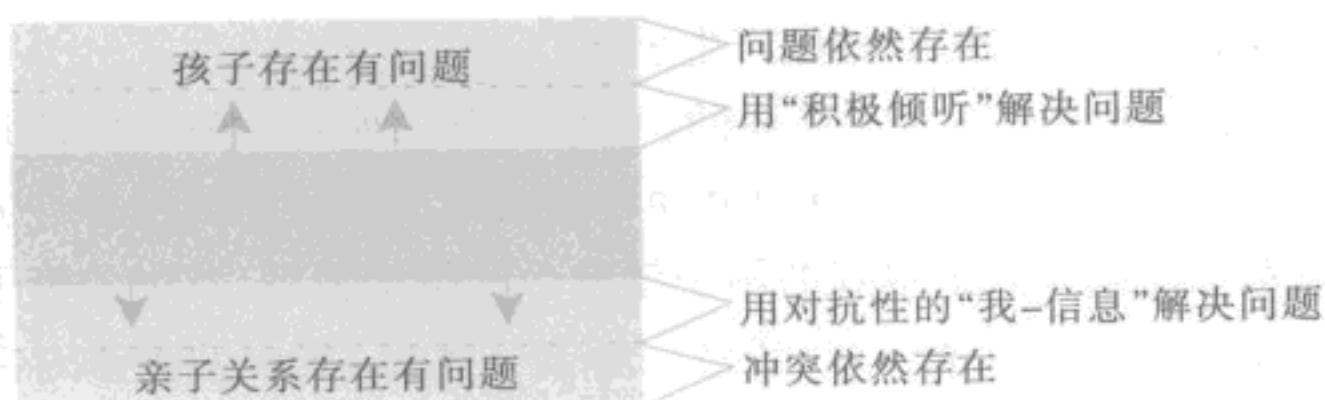 孩子存在有问题
问题依然存在
用“积极倾听”解决问题
用对抗性的“我–信息”解决问题
亲子关系存在有问题
冲突依然存在